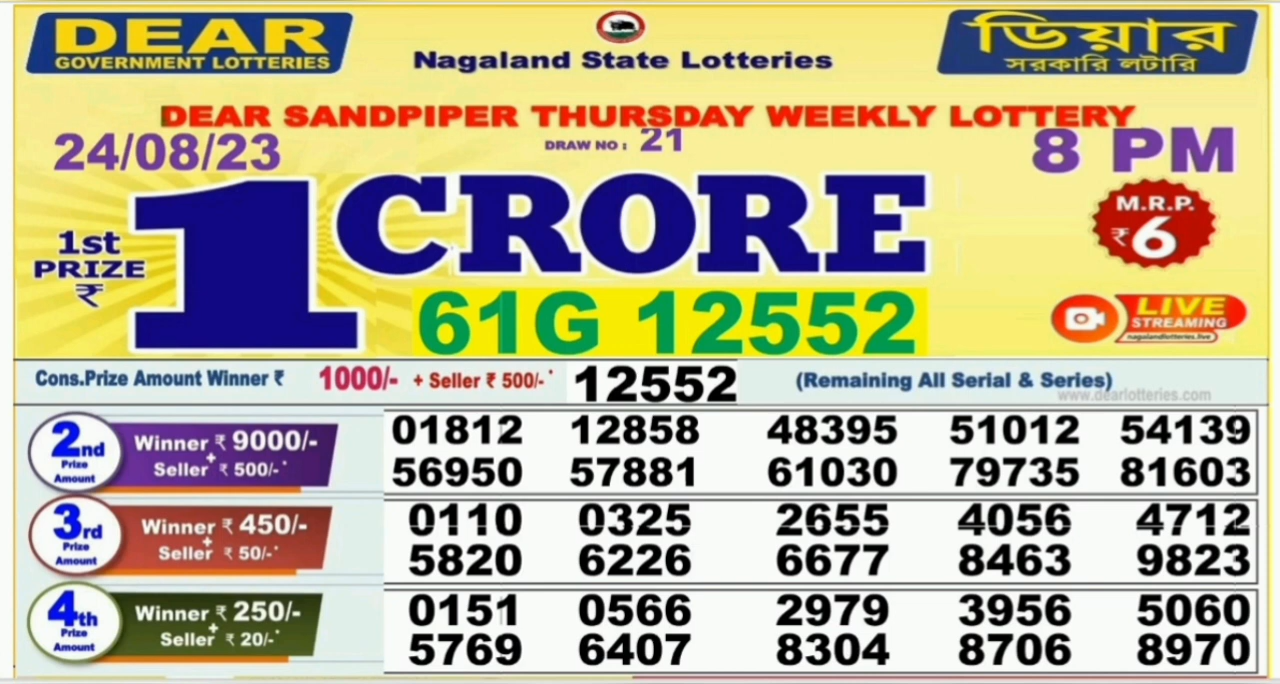 DEAR
GOVERNMENT LOTTERIES
Nagaland State Lotteries
ডিয়ার
সরকারি লটারি
DEAR SANDPIPER THURSDAY WEEKLY LOTTERY
24/08/23
DRAW NO : 21
8 PM
1st
PRIZE
₹
1 CRORE
M.R.P.
₹6
61G 12552
LIVE
STREAMING
nagalandlotteries.live
Cons.Prize Amount Winner ₹ 1000/- + Seller ₹ 500/-* 12552 (Remaining All Serial & Series)
www.dearlotteries.com
2nd
Prize
Amount
Winner ₹ 9000/-
+
Seller ₹ 500/-*
01812 12858 48395 51012 54139
56950 57881 61030 79735 81603
3rd
Prize
Amount
Winner ₹ 450/-
+
Seller ₹ 50/-*
0110 0325 2655 4056 4712
5820 6226 6677 8463 9823
4th
Prize
Amount
Winner ₹ 250/-
+
Seller ₹ 20/-*
0151 0566 2979 3956 5060
5769 6407 8304 8706 8970